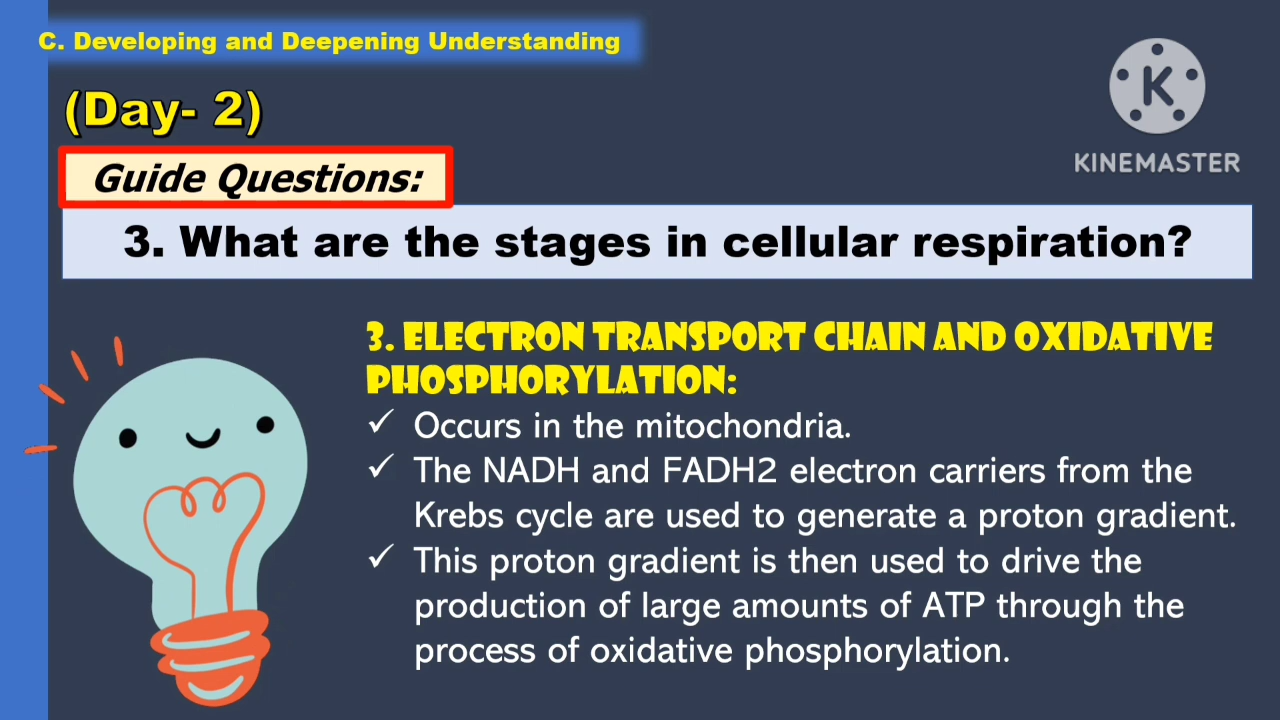 C. Developing and Deepening Understanding
(Day- 2)
K
KINEMASTER
Guide Questions:
3. What are the stages in cellular respiration?
3. ELECTRON TRANSPORT CHAIN AND OXIDATIVE
PHOSPHORYLATION:
✓ Occurs in the mitochondria.
✓ The NADH and FADH2 electron carriers from the
Krebs cycle are used to generate a proton gradient.
✓ This proton gradient is then used to drive the
production of large amounts of ATP through the
process of oxidative phosphorylation.